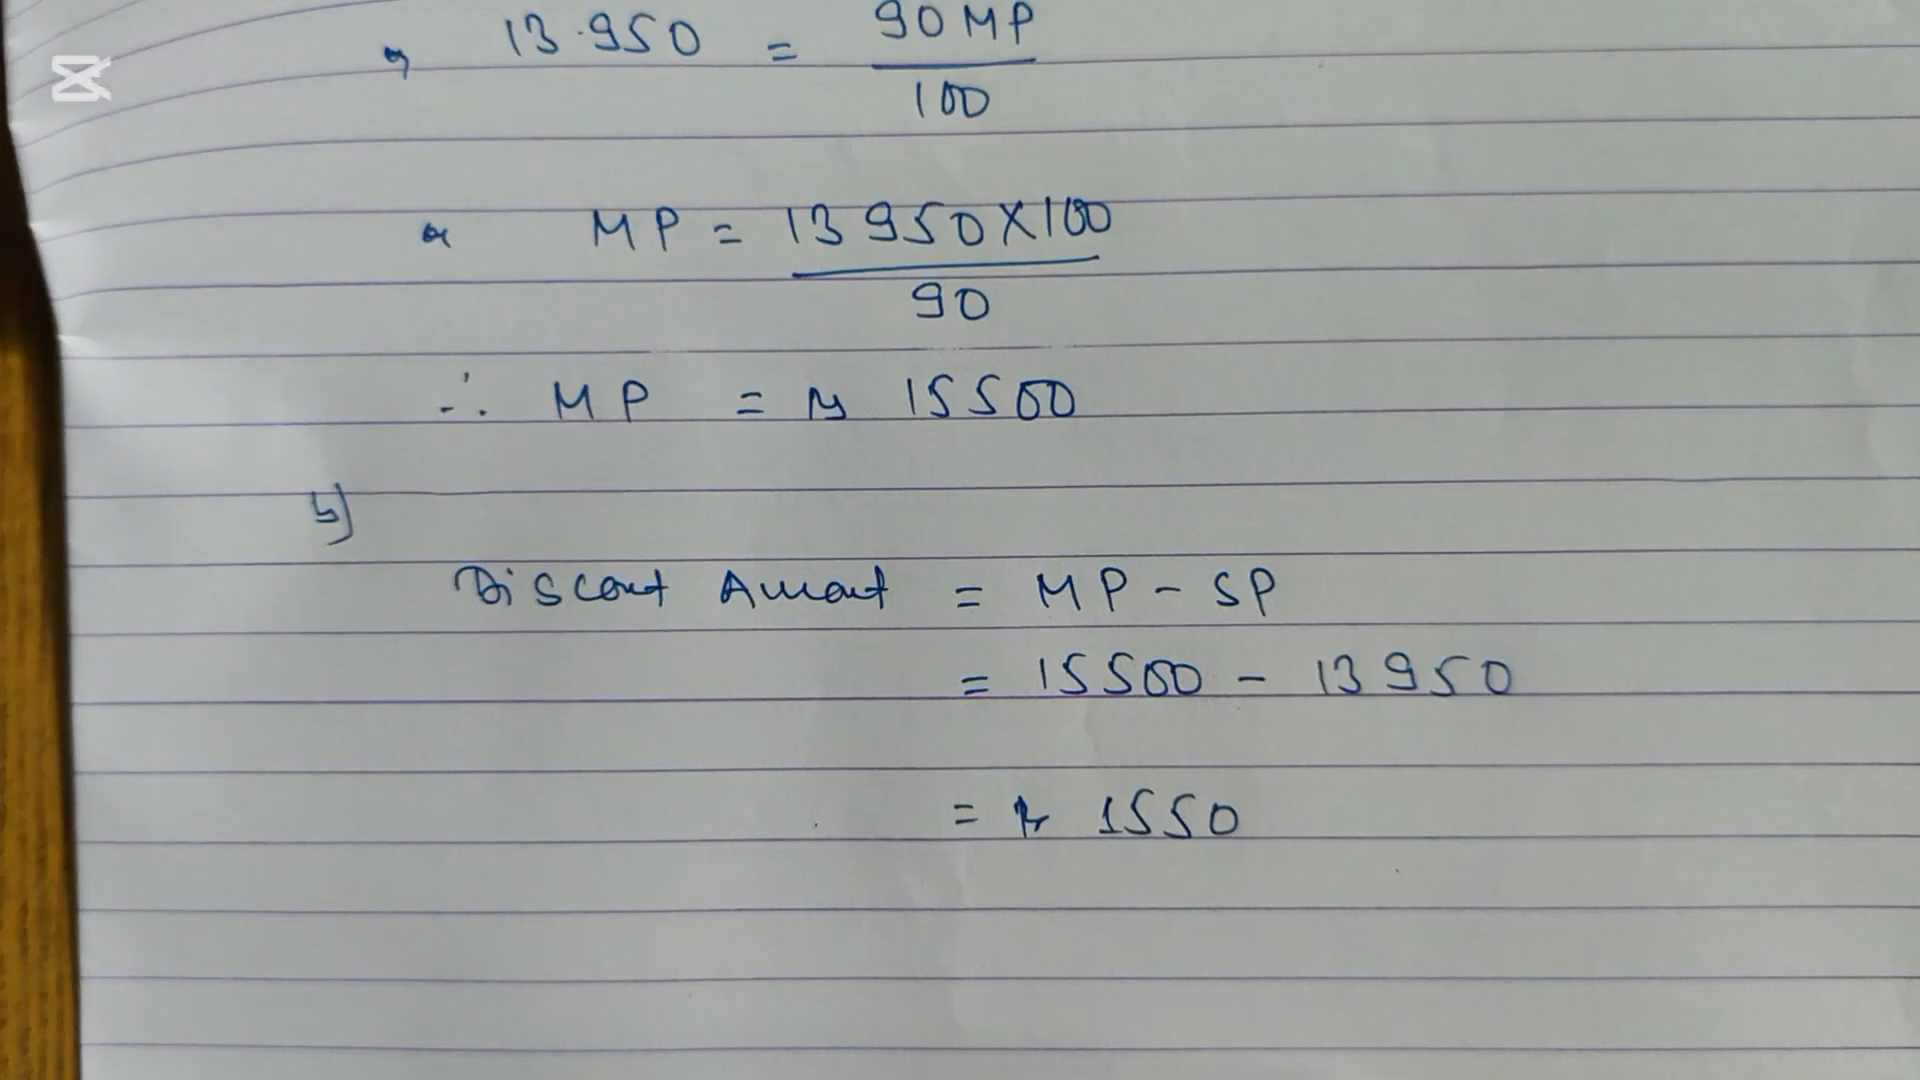 or 13.950 = 90 MP / 100
or MP = 13950 X 100 / 90
∴ MP = Rs 15500
b)
Discount Amount = MP - SP
= 15500 - 13950
= Rs 1550